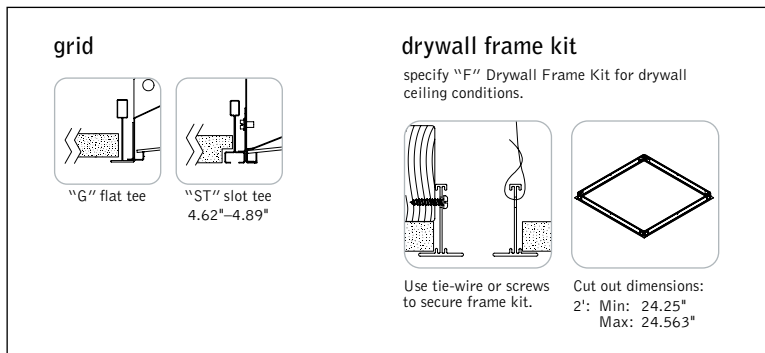 grid
"G" flat tee
"ST" slot tee
4.62"–4.89"
drywall frame kit
specify "F" Drywall Frame Kit for drywall
ceiling conditions.
Use tie-wire or screws
to secure frame kit.
Cut out dimensions:
2': Min: 24.25"
Max: 24.563"